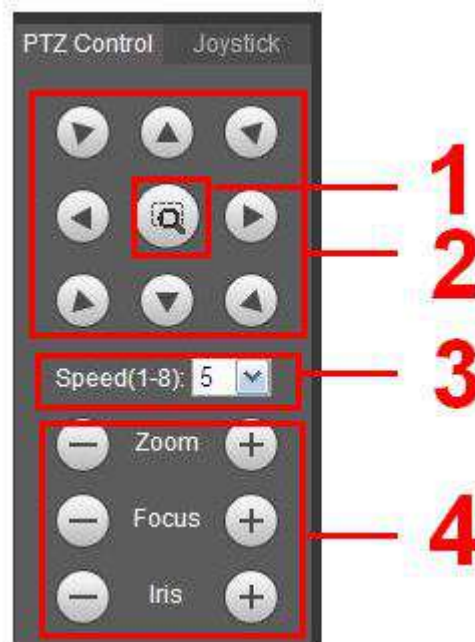 PTZ Control Joystick
1
2
Speed(1-8): 5
3
Zoom
Focus
4
Iris